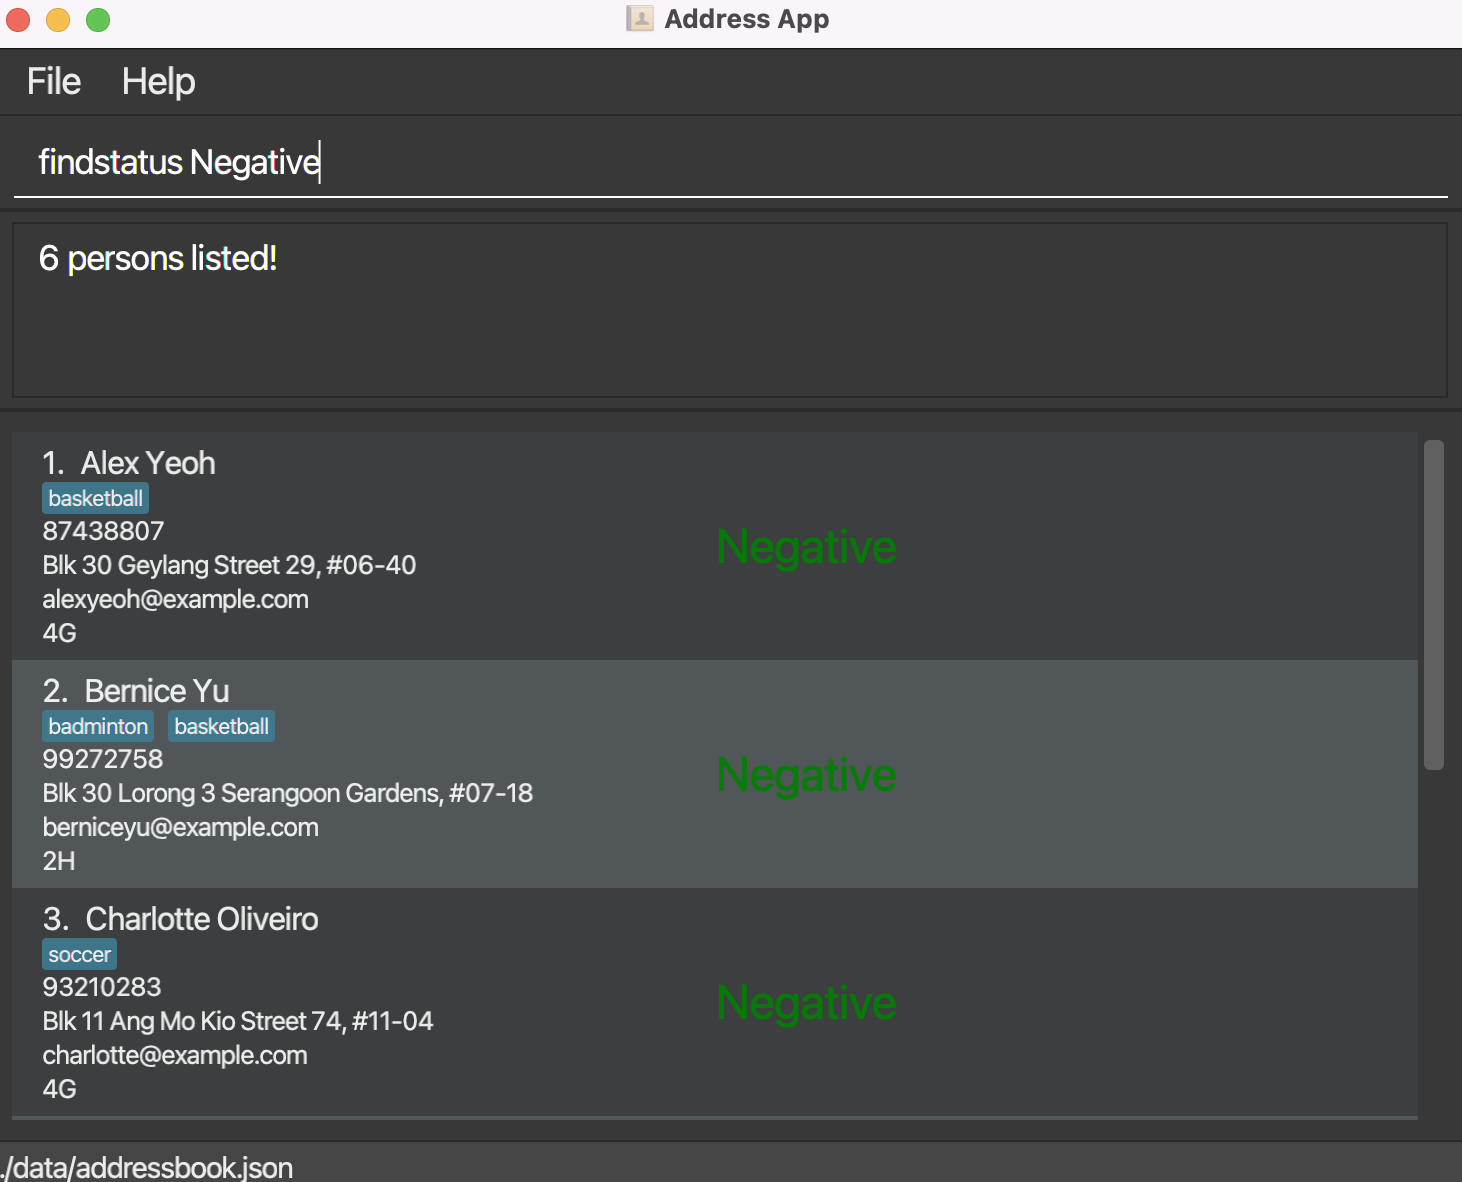 Address App
File Help
findstatus Negative
6 persons listed!
1. Alex Yeoh
basketball
87438807
Blk 30 Geylang Street 29, #06-40
alexyeoh@example.com
4G
Negative
2. Bernice Yu
badminton basketball
99272758
Blk 30 Lorong 3 Serangoon Gardens, #07-18
berniceyu@example.com
2H
Negative
3. Charlotte Oliveiro
soccer
93210283
Blk 11 Ang Mo Kio Street 74, #11-04
charlotte@example.com
4G
Negative
./data/addressbook.json